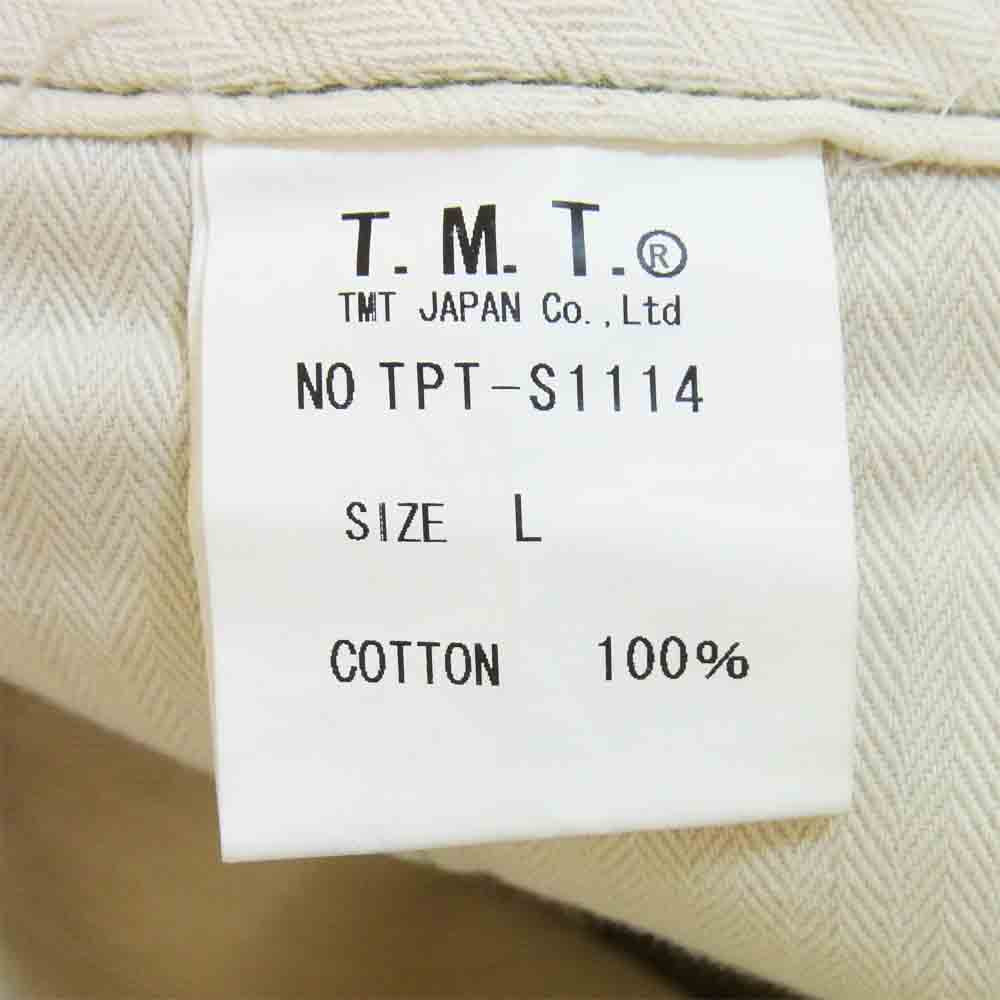 T. M. T.®
TMT JAPAN Co.,Ltd
NO TPT-S1114
SIZE L
COTTON 100%